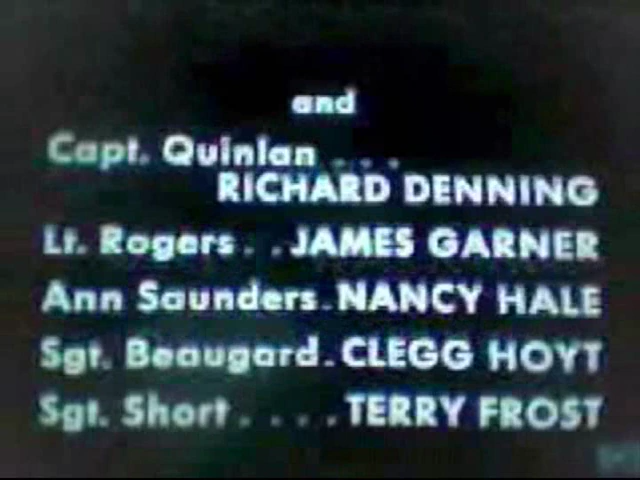 and
Capt. Quinlan . . .
RICHARD DENNING
Lt. Rogers . . JAMES GARNER
Ann Saunders . NANCY HALE
Sgt. Beaugard . CLEGG HOYT
Sgt. Short . . . . TERRY FROST